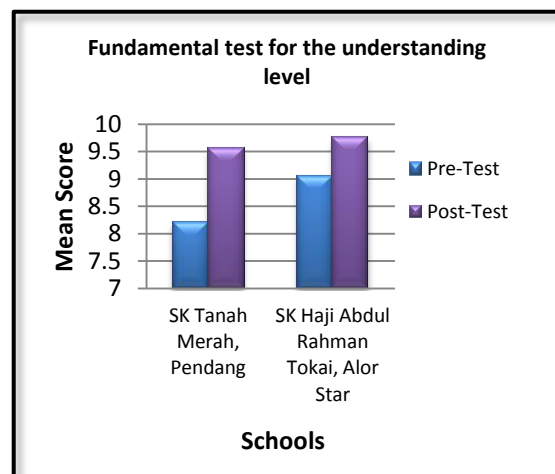 Fundamental test for the understanding
level
10
9.5
9
8.5
8
7.5
7
Mean Score
Pre-Test
Post-Test
SK Tanah
Merah,
Pendang
SK Haji Abdul
Rahman
Tokai, Alor
Star
Schools